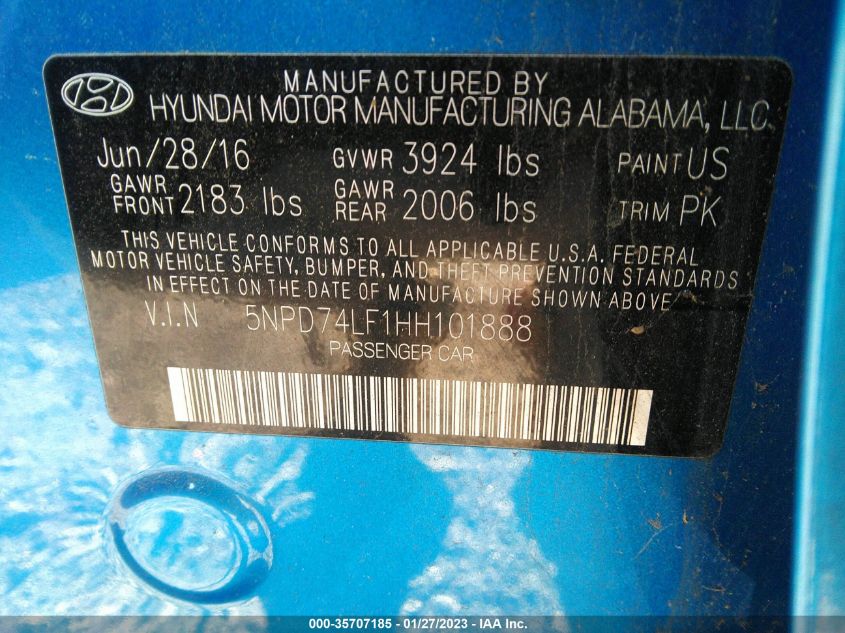 MANUFACTURED BY
HYUNDAI MOTOR MANUFACTURING ALABAMA, LLC.
Jun/28/16 GVWR 3924 lbs PAINT US
GAWR FRONT 2183 lbs GAWR REAR 2006 lbs TRIM PK
THIS VEHICLE CONFORMS TO ALL APPLICABLE U.S.A. FEDERAL
MOTOR VEHICLE SAFETY, BUMPER, AND THEFT PREVENTION STANDARDS
IN EFFECT ON THE DATE OF MANUFACTURE SHOWN ABOVE.
V.I.N 5NPD74LF1HH101888
PASSENGER CAR
000-35707185 - 01/27/2023 - IAA Inc.